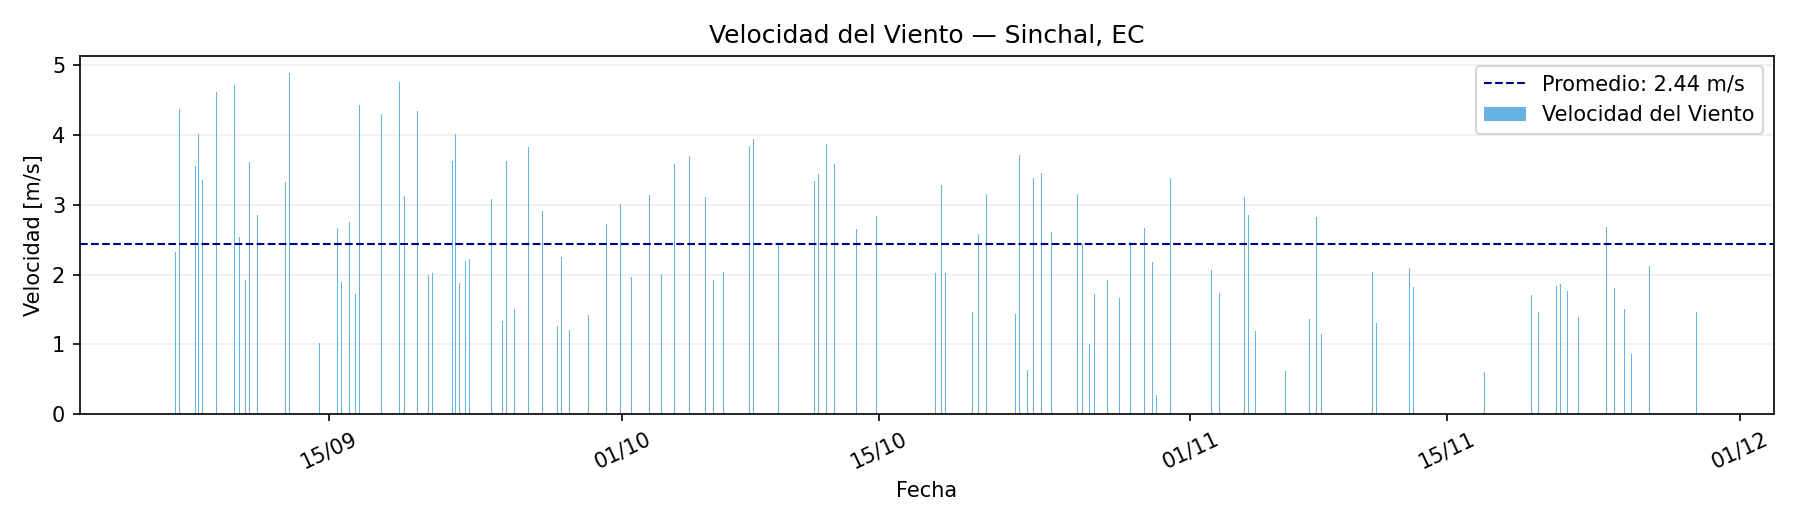 Velocidad del Viento — Sinchal, EC
Velocidad [m/s]
5
4
3
2
1
0
Promedio: 2.44 m/s
Velocidad del Viento
15/09
01/10
15/10
01/11
15/11
01/12
Fecha